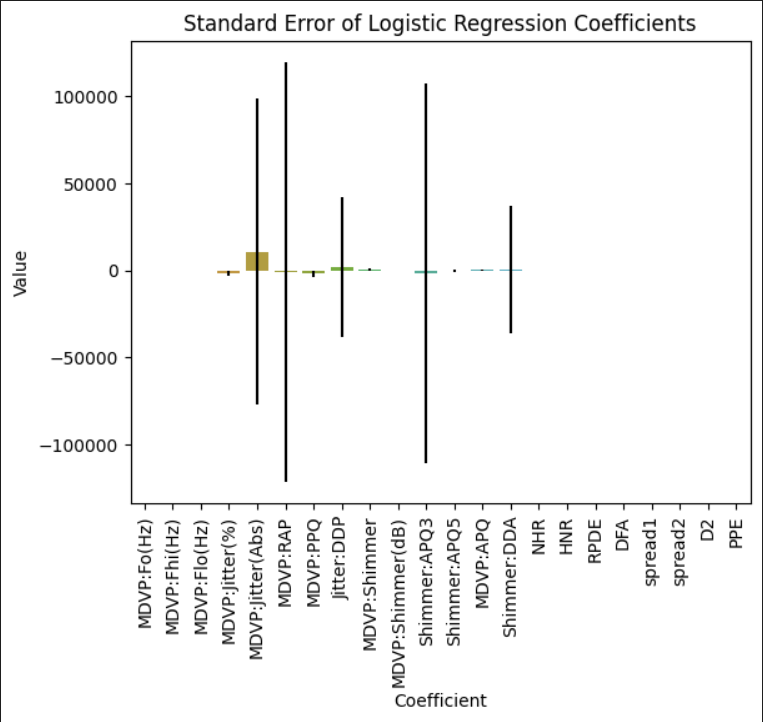 Standard Error of Logistic Regression Coefficients
100000
50000
0
−50000
−100000
Value
MDVP:Fo(Hz)
MDVP:Fhi(Hz)
MDVP:Flo(Hz)
MDVP:Jitter(%)
MDVP:Jitter(Abs)
MDVP:RAP
MDVP:PPQ
Jitter:DDP
MDVP:Shimmer
MDVP:Shimmer(dB)
Shimmer:APQ3
Shimmer:APQ5
MDVP:APQ
Shimmer:DDA
NHR
HNR
RPDE
DFA
spread1
spread2
D2
PPE
Coefficient